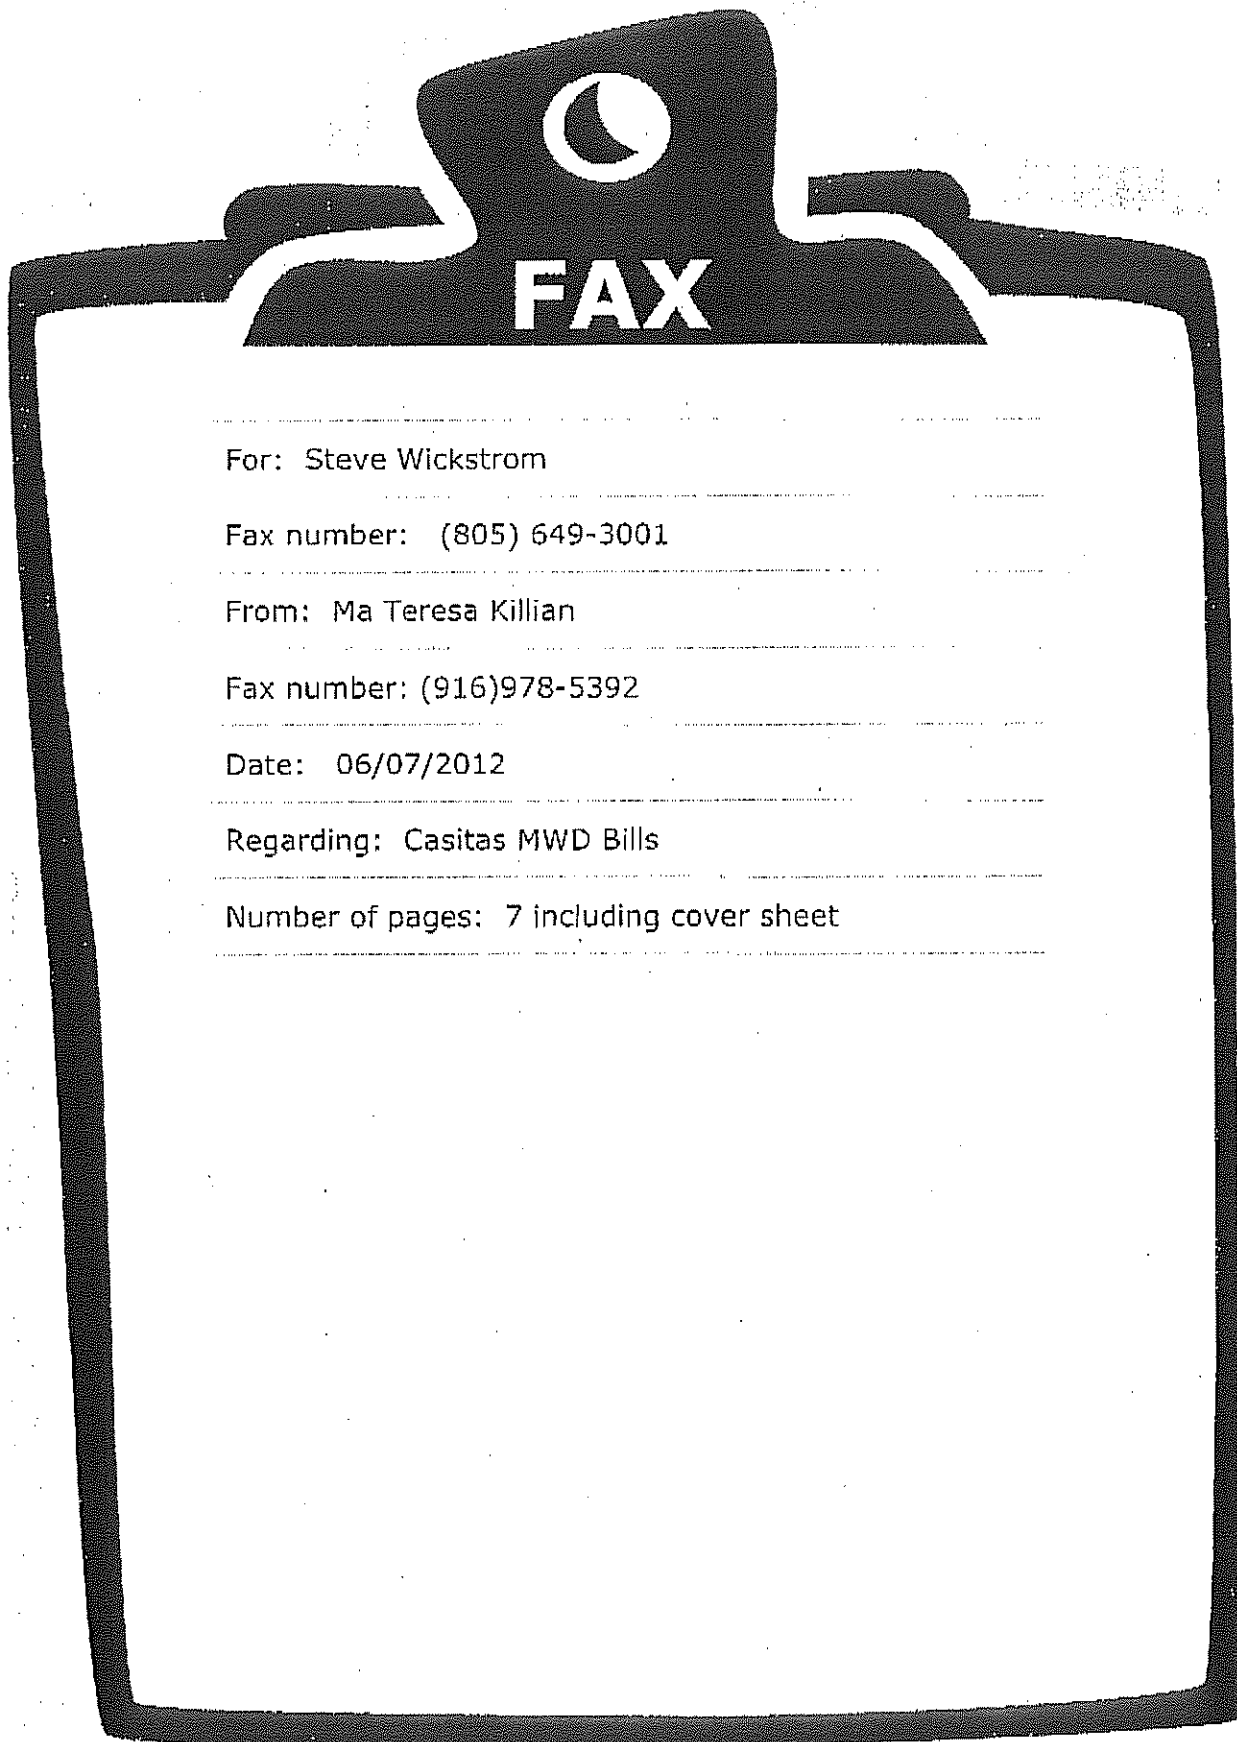 FAX
For: Steve Wickstrom
Fax number: (805) 649-3001
From: Ma Teresa Killian
Fax number: (916)978-5392
Date: 06/07/2012
Regarding: Casitas MWD Bills
Number of pages: 7 including cover sheet